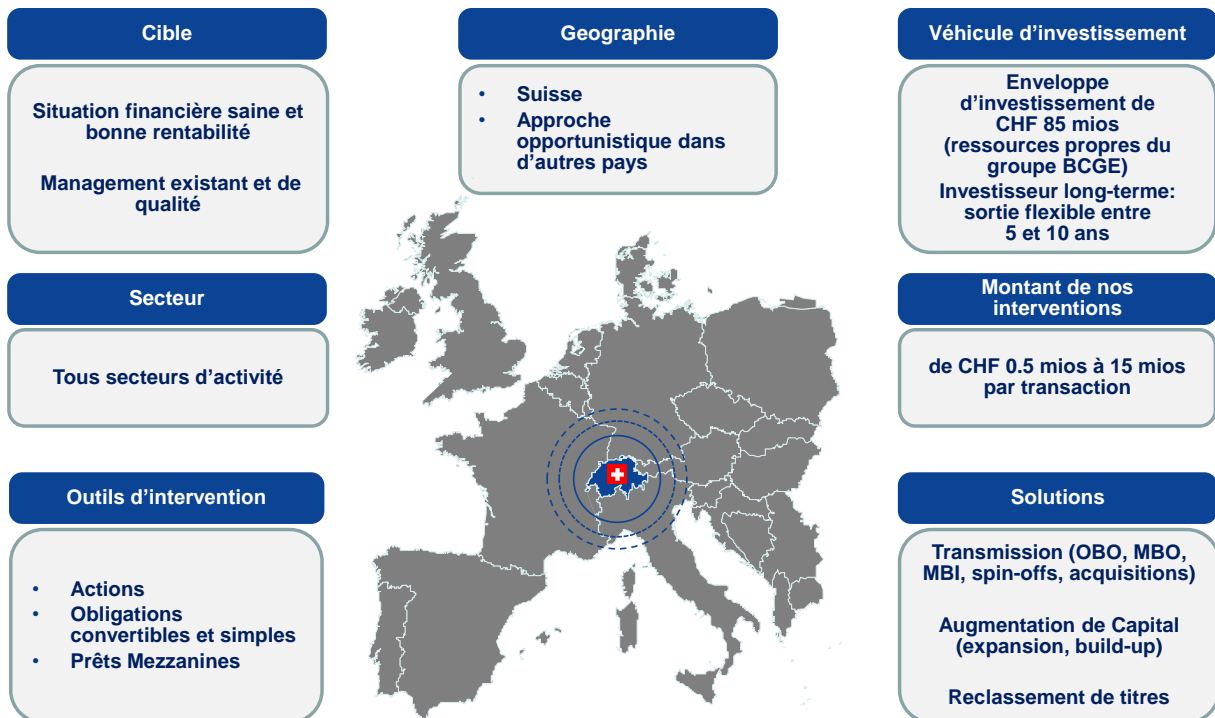 Cible
Situation financière saine et
bonne rentabilité
Management existant et de
qualité
Geographie
• Suisse
• Approche
opportunistique dans
d'autres pays
Véhicule d'investissement
Enveloppe
d'investissement de
CHF 85 mios
(ressources propres du
groupe BCGE)
Investisseur long-terme:
sortie flexible entre
5 et 10 ans
Secteur
Tous secteurs d'activité
Montant de nos
interventions
de CHF 0.5 mios à 15 mios
par transaction
Outils d'intervention
• Actions
• Obligations
convertibles et simples
• Prêts Mezzanines
Solutions
Transmission (OBO, MBO,
MBI, spin-offs, acquisitions)
Augmentation de Capital
(expansion, build-up)
Reclassement de titres